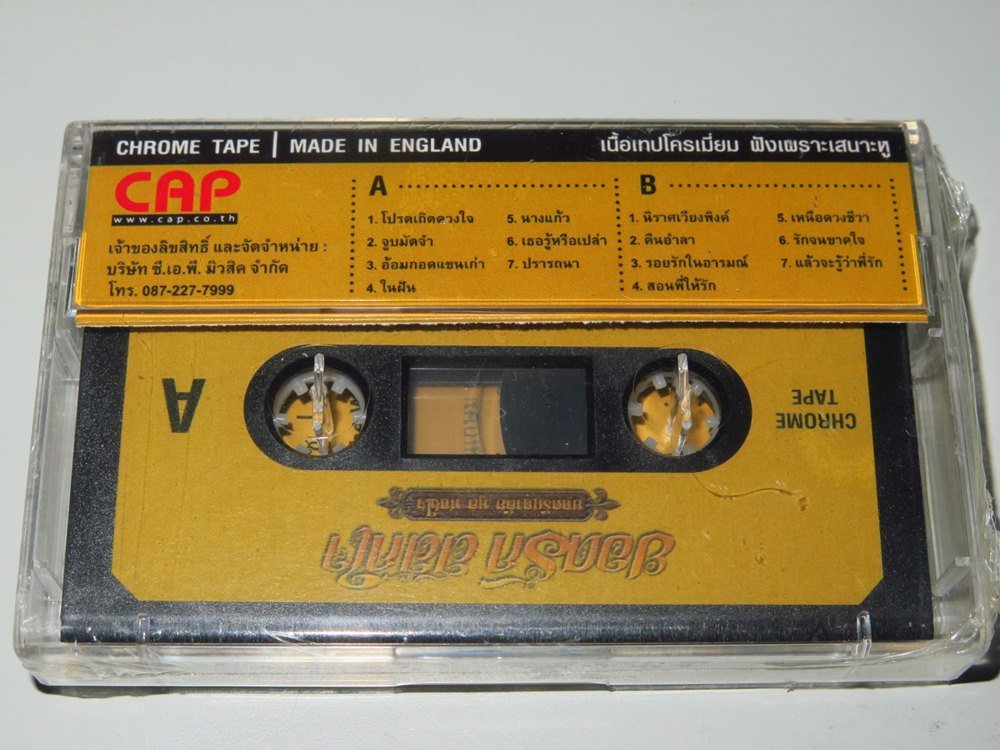 CHROME TAPE | MADE IN ENGLAND
เนื้อเทปโครเมี่ยม ฟังเพราะเสนาะหู
CAP
www.cap.co.th
เจ้าของลิขสิทธิ์ และจัดจำหน่าย :
บริษัท ซี.เอ.พี. มิวสิค จำกัด
โทร. 087-227-7999
A
1. โปรดเถิดดวงใจ
2. จูบมัดจำ
3. อ้อมกอดแขนเก่า
4. ในฝัน
5. นางแก้ว
6. เธอรู้หรือเปล่า
7. ปรารถนา
B
1. นิราศเวียงพิงค์
2. คืนอำลา
3. รอยรักในอารมณ์
4. สอนพี่ให้รัก
5. เหนือดวงชีวา
6. รักจนขาดใจ
7. แล้วจะรู้ว่าพี่รัก
A
CHROME
TAPE
ยอดรัก สลักใจ